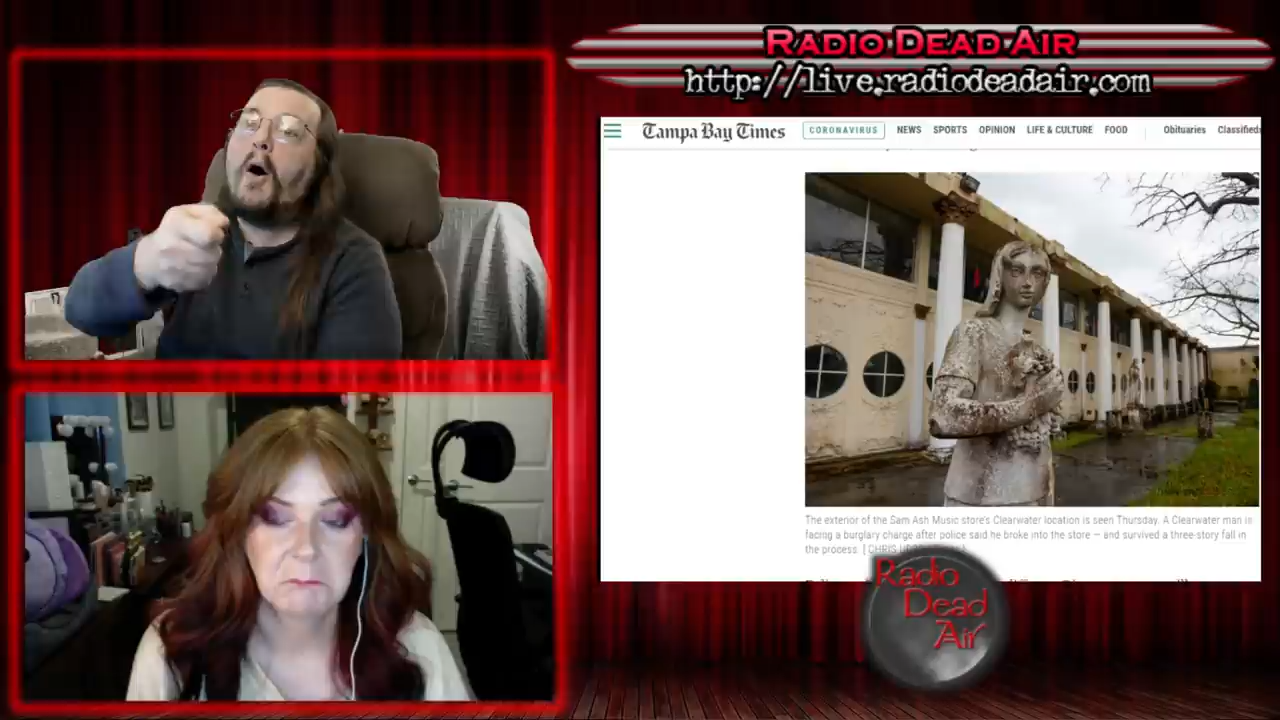 Radio Dead Air
http://live.radiodeadair.com
Tampa Bay Times
CORONAVIRUS
NEWS
SPORTS
OPINION
LIFE & CULTURE
FOOD
Obituaries
Classifieds
The exterior of the Sam Ash Music store's Clearwater location is seen Thursday. A Clearwater man is
facing a burglary charge after police said he broke into the store — and survived a three-story fall in
the process. [ CHRIS
Radio
Dead
Air